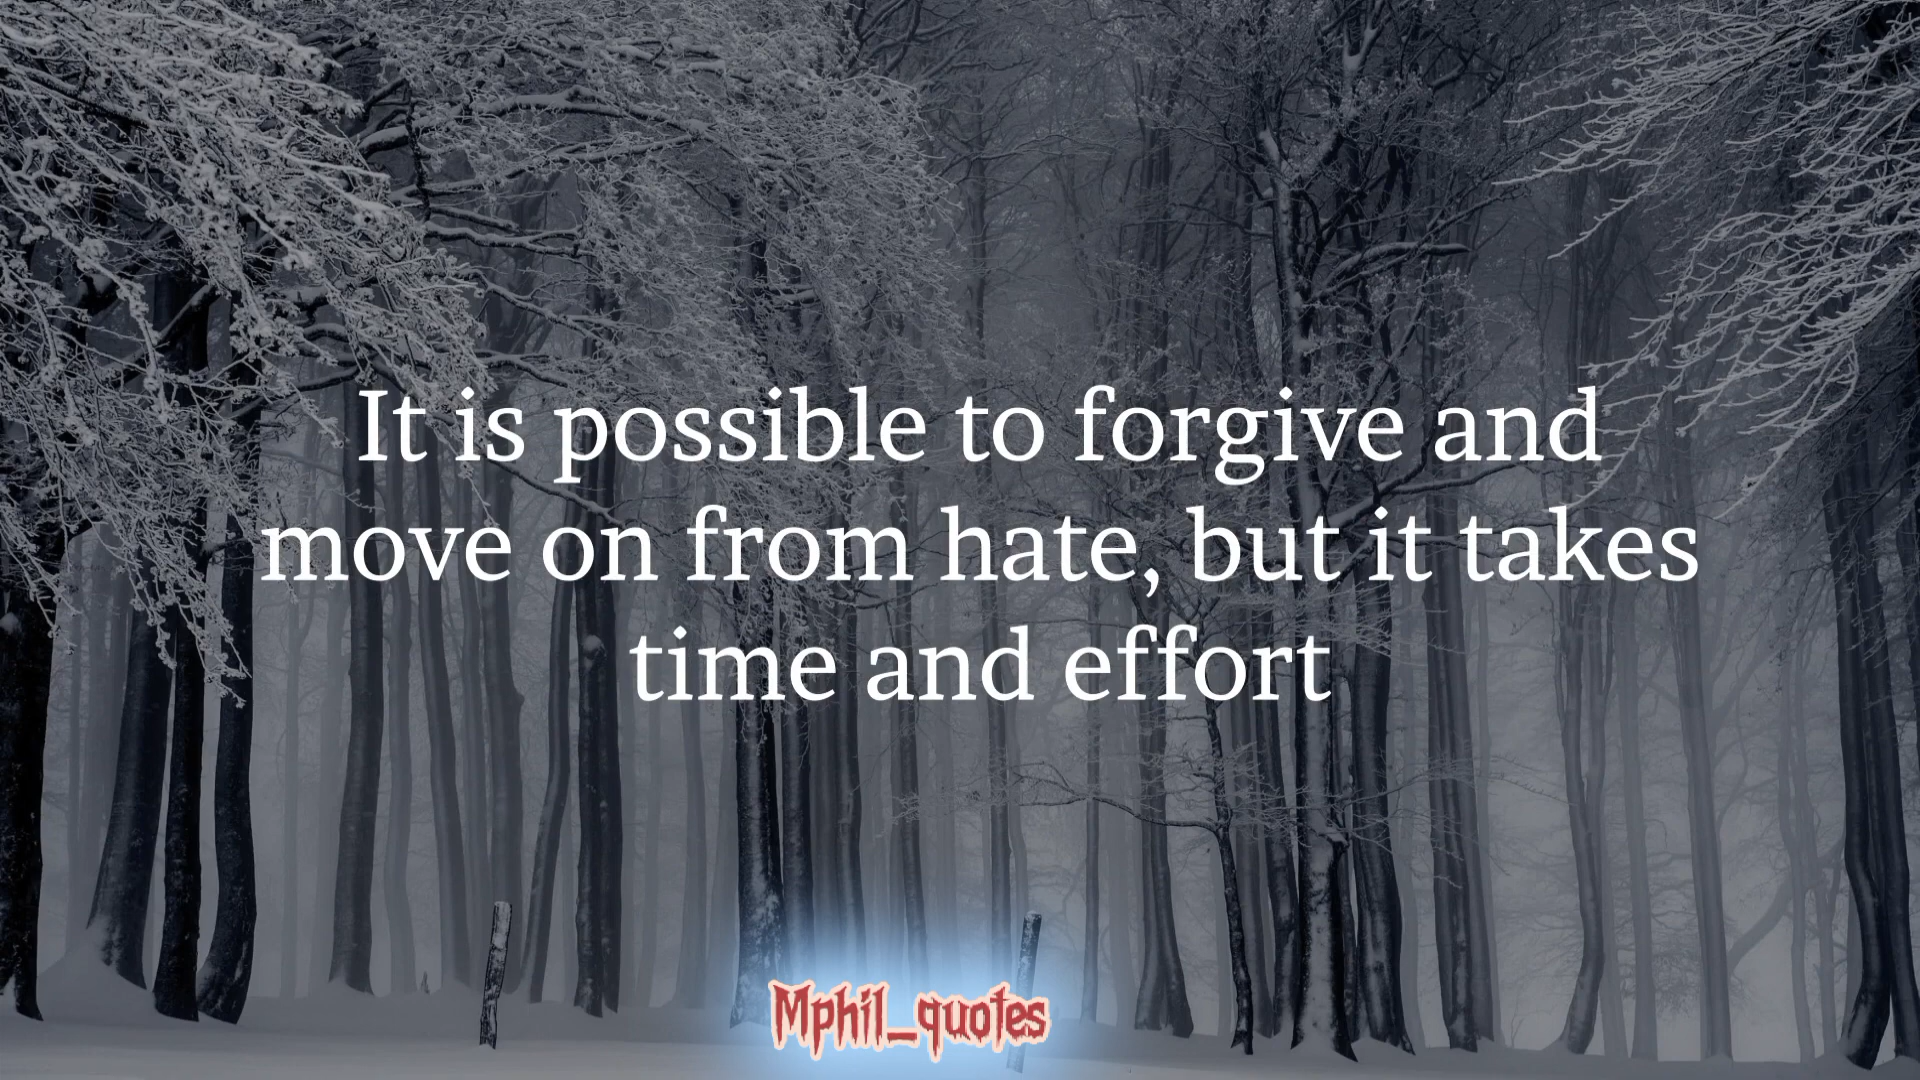 It is possible to forgive and
move on from hate, but it takes
time and effort
Mphil_quotes